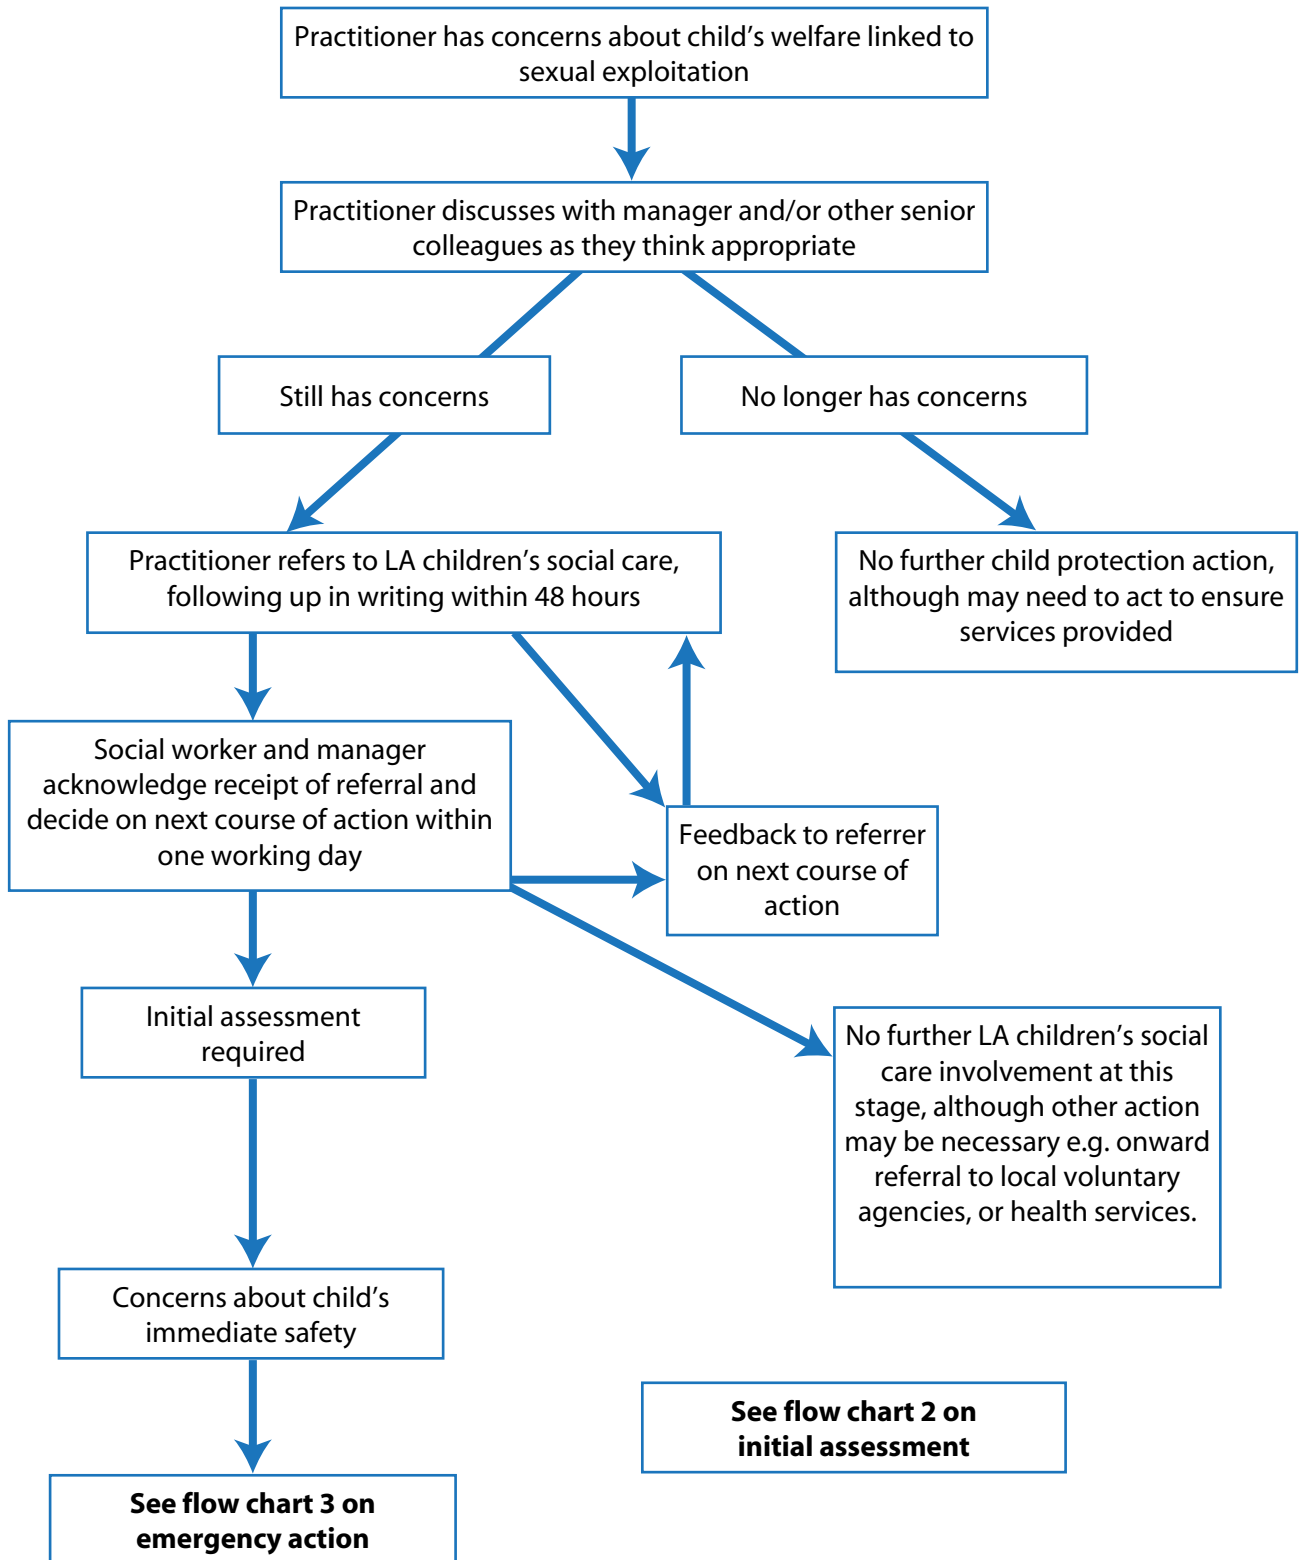 Practitioner has concerns about child’s welfare linked to
sexual exploitation
Practitioner discusses with manager and/or other senior
colleagues as they think appropriate
Still has concerns
No longer has concerns
Practitioner refers to LA children’s social care,
following up in writing within 48 hours
No further child protection action,
although may need to act to ensure
services provided
Social worker and manager
acknowledge receipt of referral and
decide on next course of action within
one working day
Feedback to referrer
on next course of
action
Initial assessment
required
No further LA children’s social
care involvement at this
stage, although other action
may be necessary e.g. onward
referral to local voluntary
agencies, or health services.
Concerns about child’s
immediate safety
See flow chart 2 on
initial assessment
See flow chart 3 on
emergency action